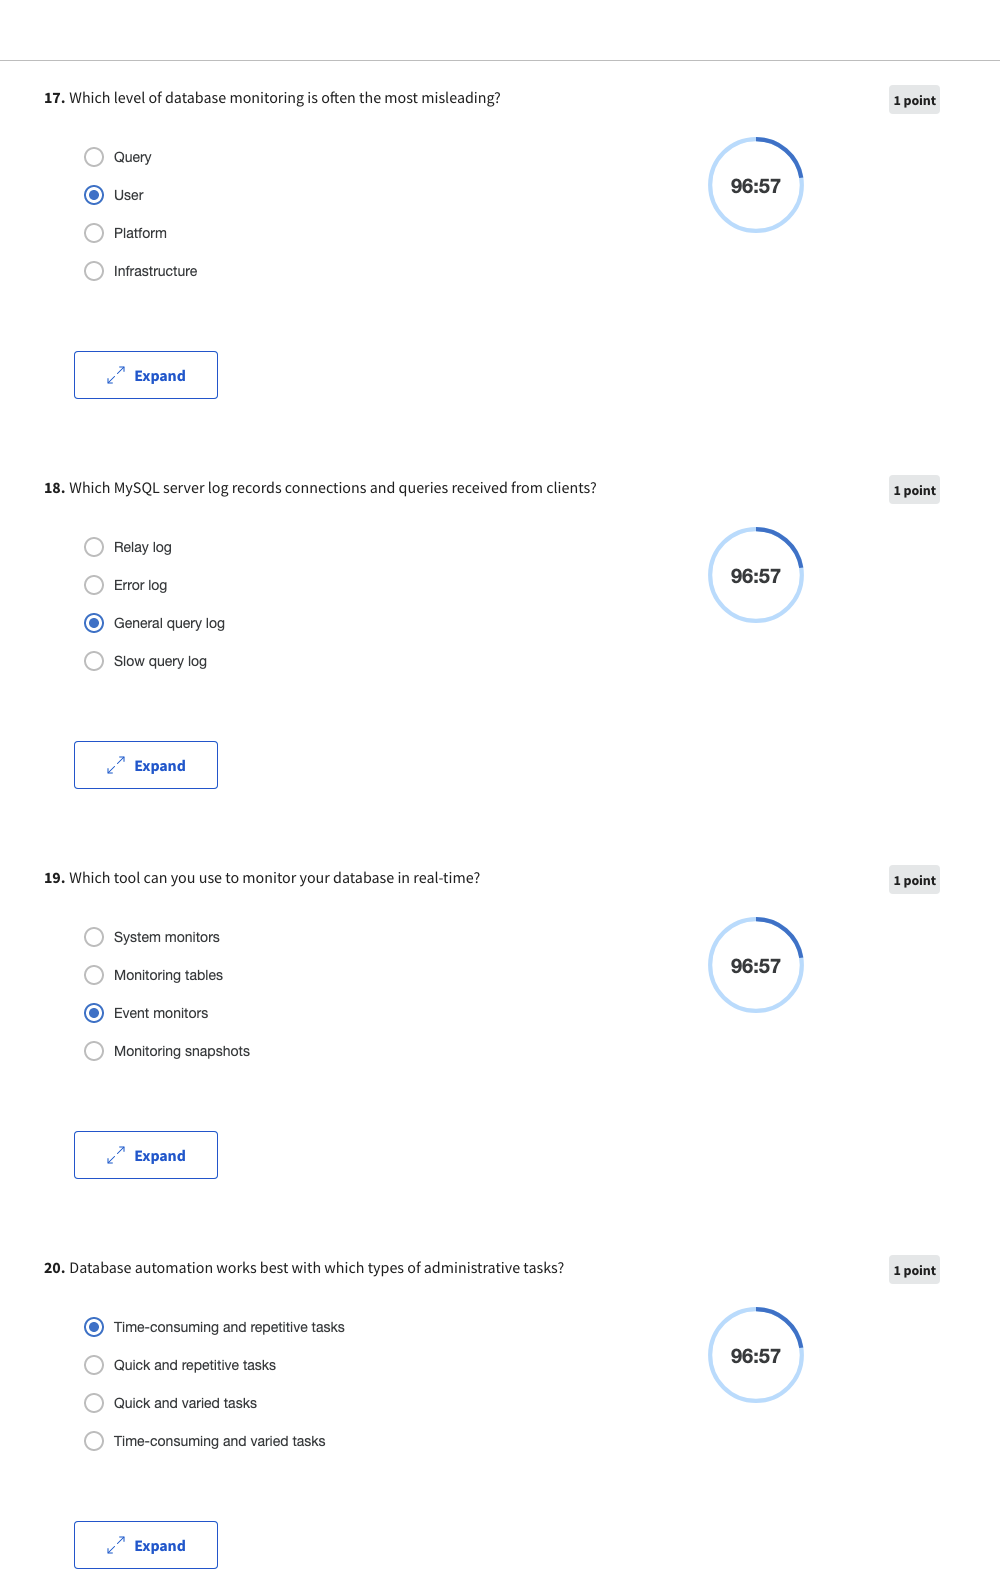 17. Which level of database monitoring is often the most misleading?
1 point
Query
96:57
User
Platform
Infrastructure
Expand
18. Which MySQL server log records connections and queries received from clients?
1 point
Relay log
96:57
Error log
General query log
Slow query log
Expand
19. Which tool can you use to monitor your database in real-time?
1 point
System monitors
96:57
Monitoring tables
Event monitors
Monitoring snapshots
Expand
20. Database automation works best with which types of administrative tasks?
1 point
Time-consuming and repetitive tasks
96:57
Quick and repetitive tasks
Quick and varied tasks
Time-consuming and varied tasks
Expand